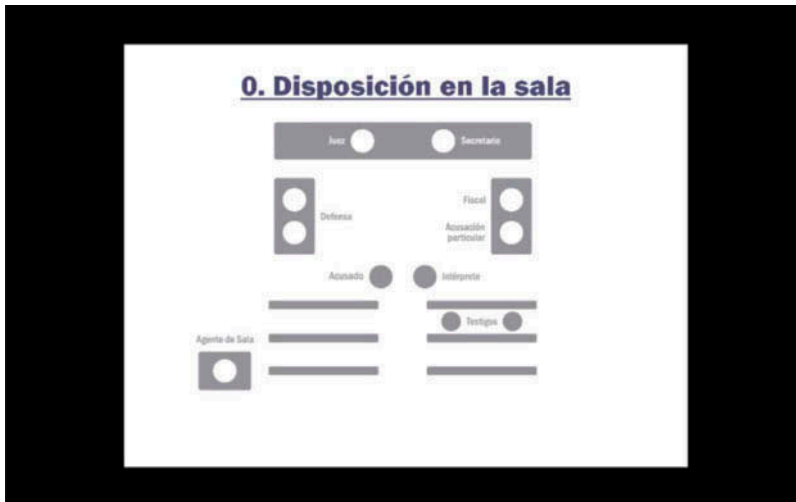 0. Disposición en la sala
Juez
Secretario
Defensa
Fiscal
Acusación
particular
Acusado
Intérprete
Testigos
Agente de Sala